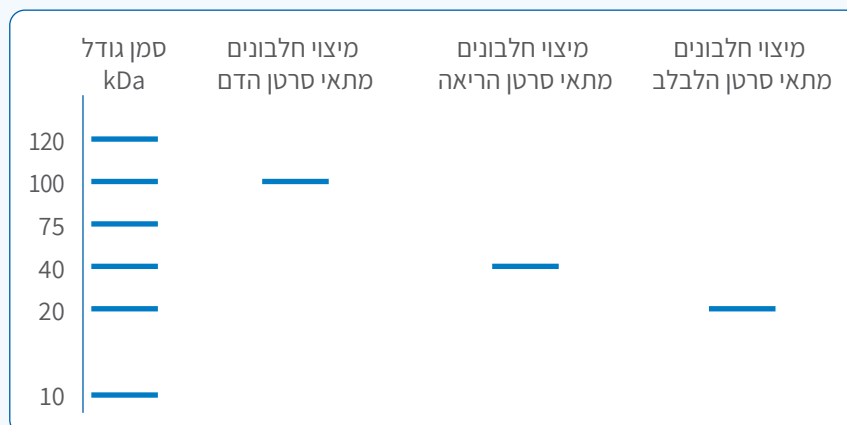 סמן גודל
kDa
מיצוי חלבונים
מתאי סרטן הדם
מיצוי חלבונים
מתאי סרטן הריאה
מיצוי חלבונים
מתאי סרטן הלבלב
120
100
75
40
20
10